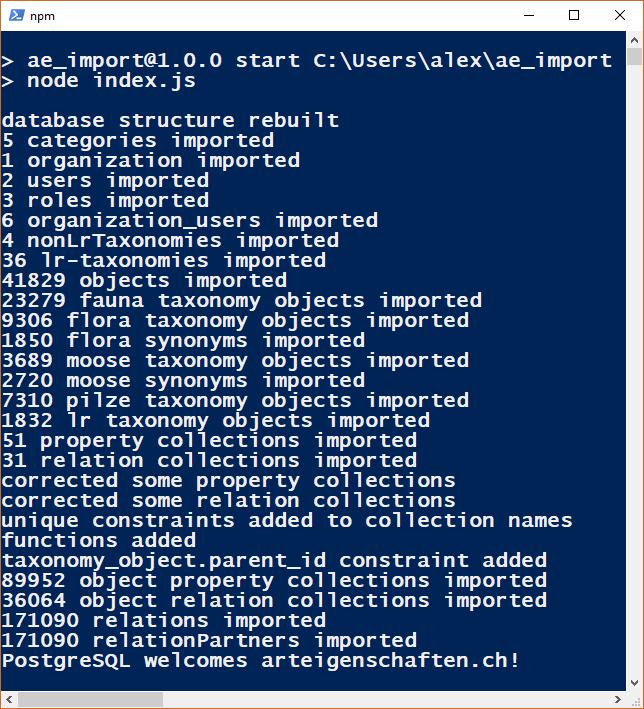 npm
> ae_import@1.0.0 start C:\Users\alex\ae_import
> node index.js
database structure rebuilt
5 categories imported
1 organization imported
2 users imported
3 roles imported
6 organization_users imported
4 nonLrTaxonomies imported
36 lr-taxonomies imported
41829 objects imported
23279 fauna taxonomy objects imported
9306 flora taxonomy objects imported
1850 flora synonyms imported
3689 moose taxonomy objects imported
2720 moose synonyms imported
7310 pilze taxonomy objects imported
1832 lr taxonomy objects imported
51 property collections imported
31 relation collections imported
corrected some property collections
corrected some relation collections
unique constraints added to collection names
functions added
taxonomy_object.parent_id constraint added
89952 object property collections imported
36064 object relation collections imported
171090 relations imported
171090 relationPartners imported
PostgreSQL welcomes arteigenschaften.ch!